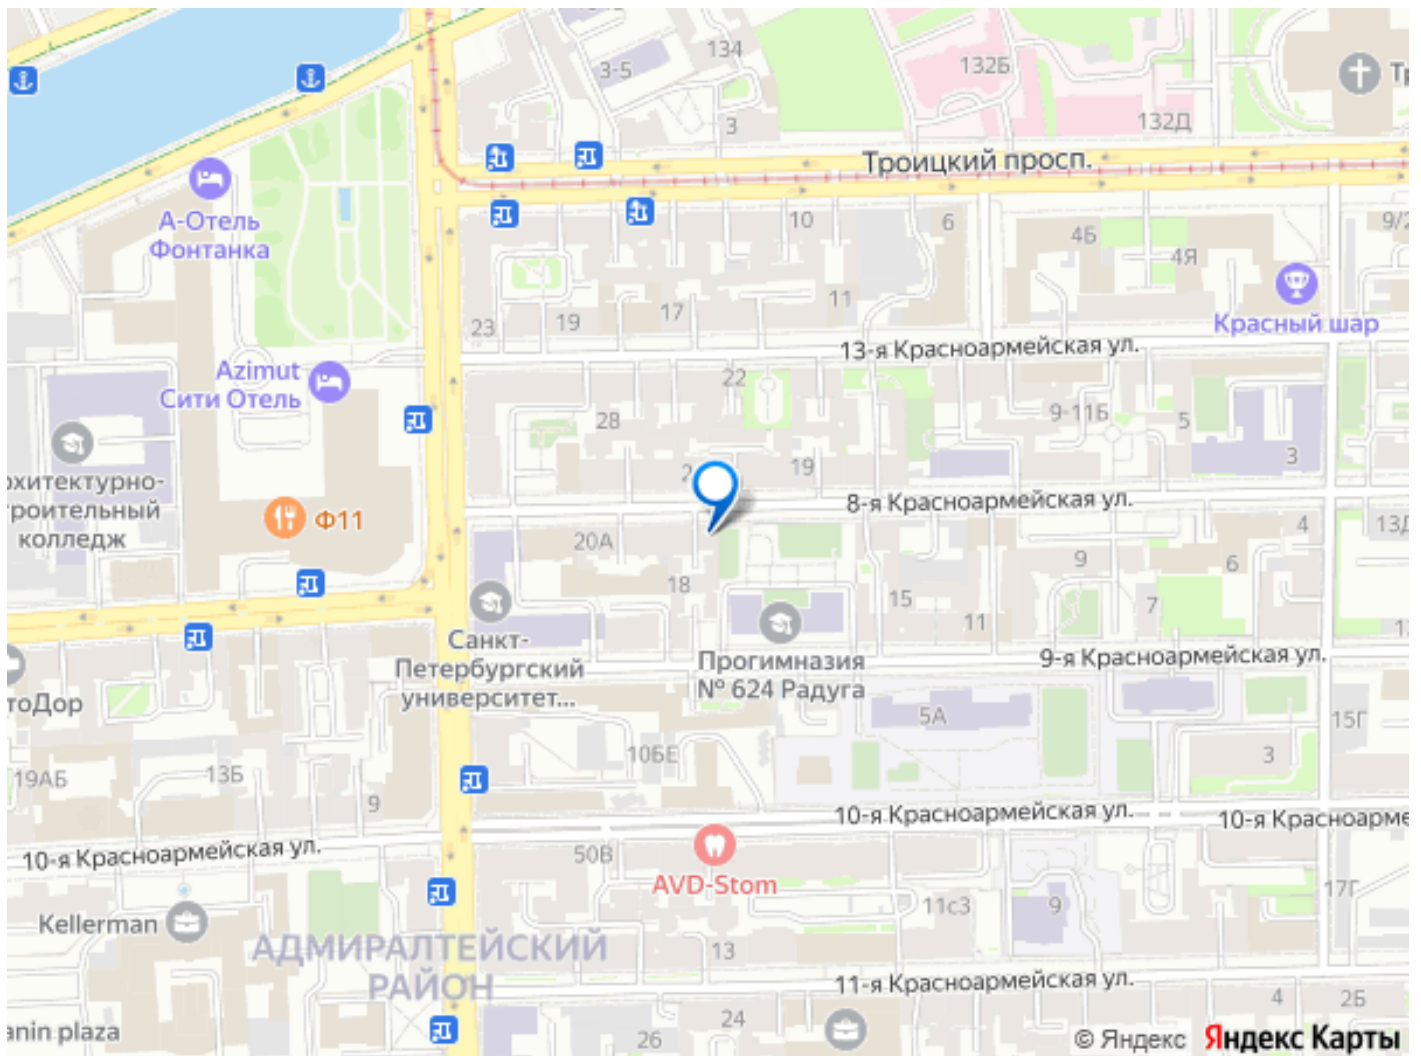 134
3-5
132Б
3
132Д
Троицкий просп.
А-Отель
Фонтанка
10
6
4Б
9/2
4Я
11
17
19
23
Красный шар
13-я Красноармейская ул.
Azimut
Сити Отель
22
28
9-11Б
5
19
3
2
8-я Красноармейская ул.
хитектурно-
роительный
колледж
Ф11
20А
4
13Д
18
9
6
15
7
11
Санкт-
Петербургский
университет...
Прогимназия
№ 624 Радуга
9-я Красноармейская ул.
тоДор
5А
15Г
10БЕ
3
19АБ
13Б
9
10-я Красноармейская ул.
10-я Красноарме
10-я Красноармейская ул.
50В
AVD-Stom
17Г
11с3
9
Kellerman
АДМИРАЛТЕЙСКИЙ
РАЙОН
13
11-я Красноармейская ул.
4
2Б
24
26
anin plaza
© Яндекс Яндекс Карты